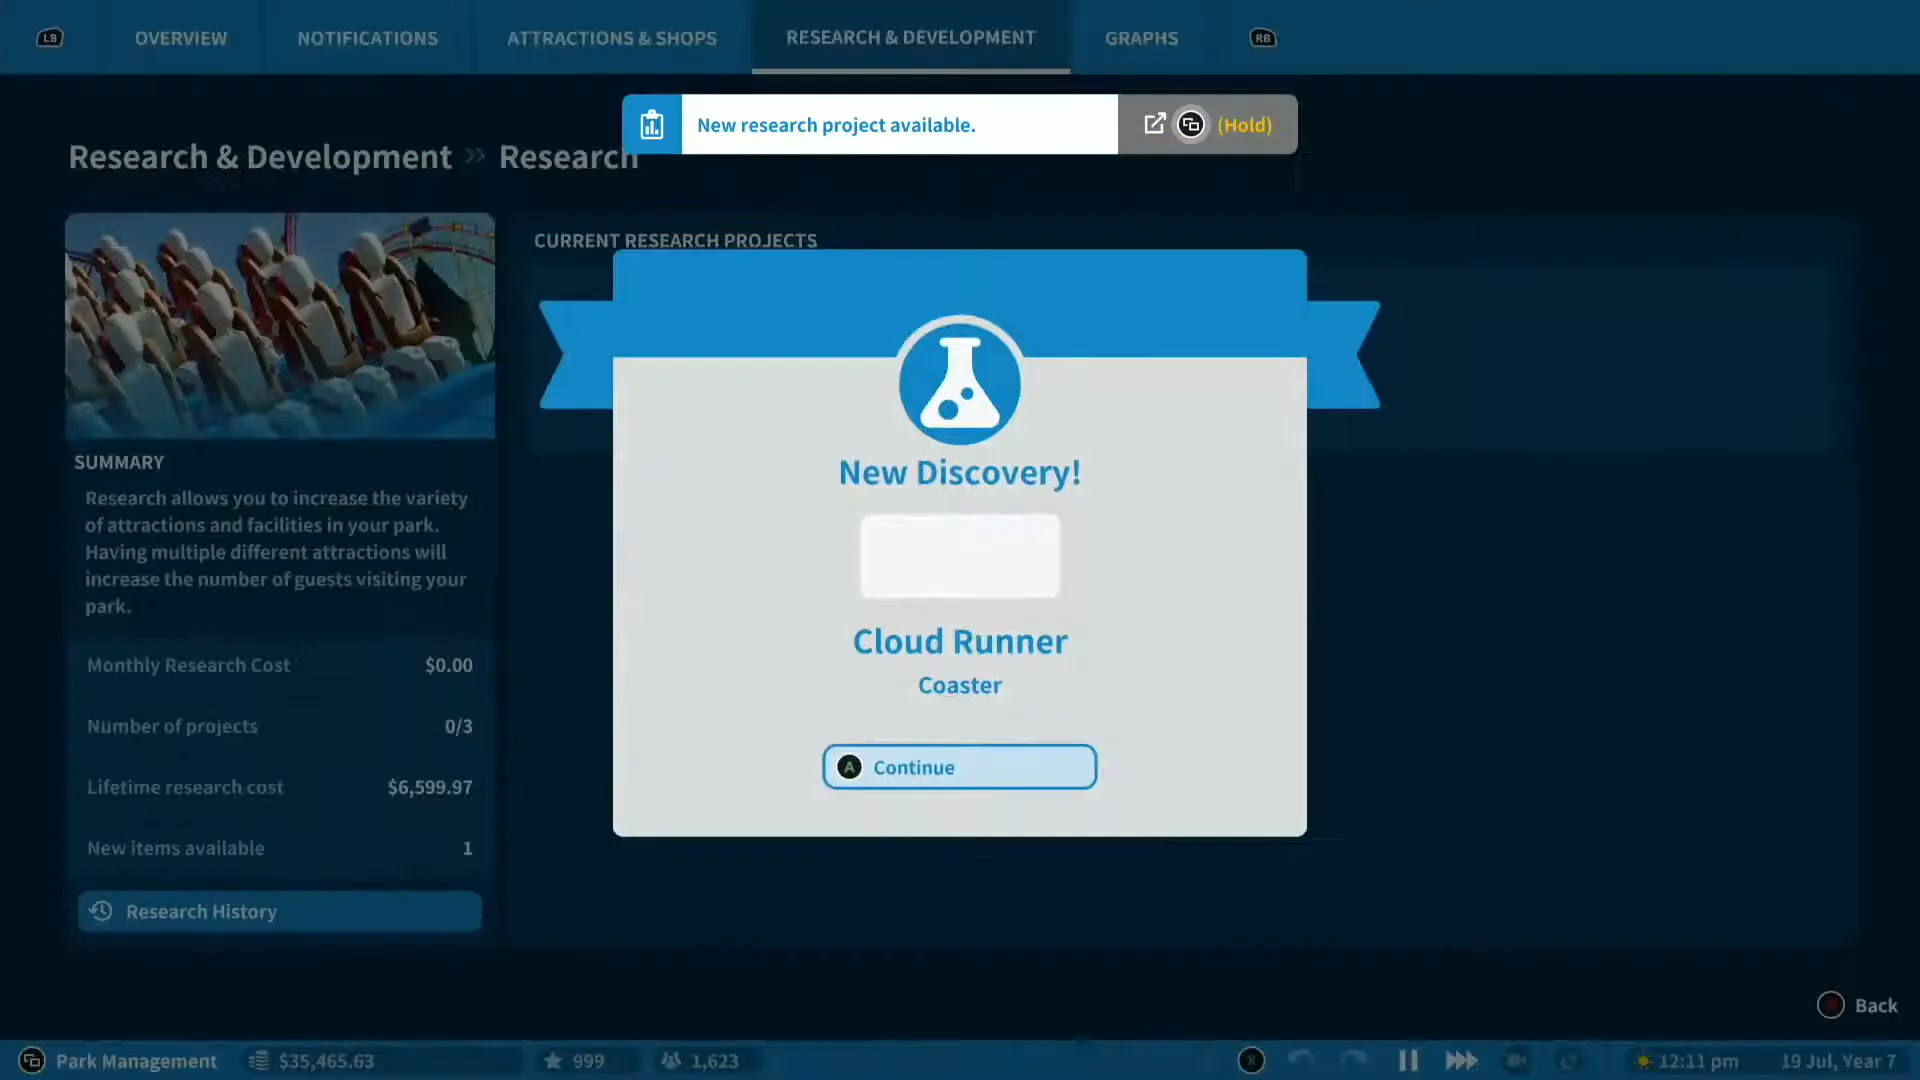 LB
OVERVIEW
NOTIFICATIONS
ATTRACTIONS & SHOPS
RESEARCH & DEVELOPMENT
GRAPHS
RB
New research project available.
(Hold)
Research & Development » Research
SUMMARY
Research allows you to increase the variety
of attractions and facilities in your park.
Having multiple different attractions will
increase the number of guests visiting your
park.
Monthly Research Cost $0.00
Number of projects 0/3
Lifetime research cost $6,599.97
New items available 1
Research History
CURRENT RESEARCH PROJECTS
New Discovery!
Cloud Runner
Coaster
A Continue
Back
Park Management
$35,465.63
999
1,623
X
12:11 pm
19 Jul, Year 7